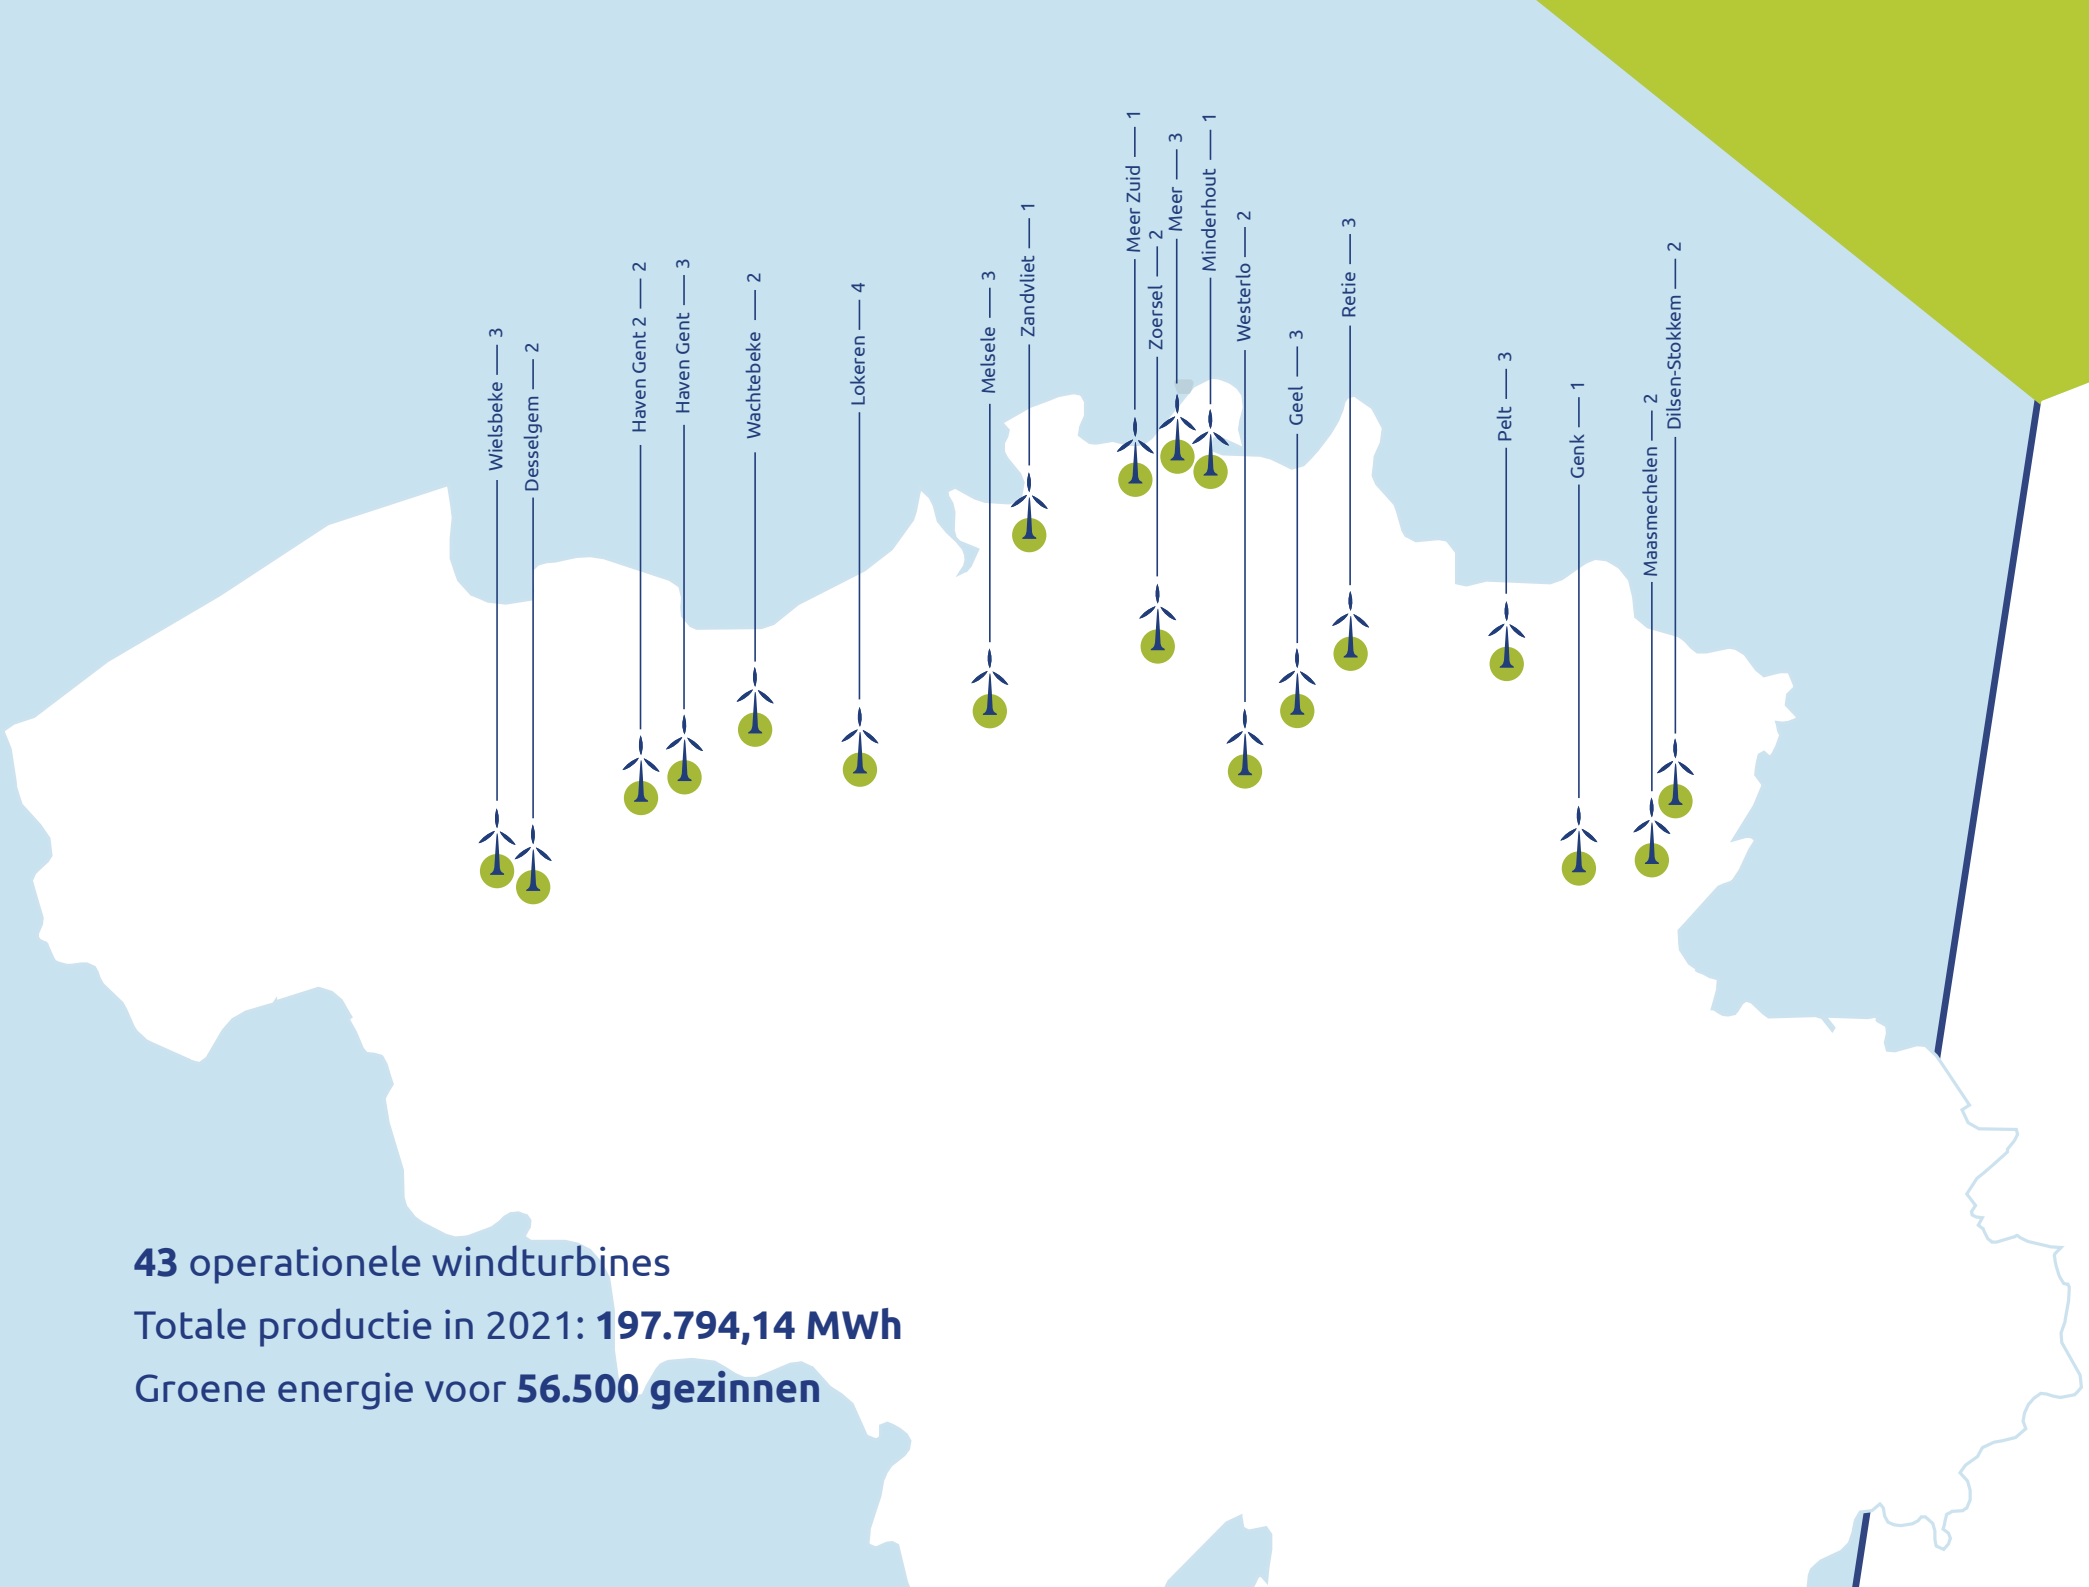 Wielsbeke 3
Desselgem 2
Haven Gent 2 2
Haven Gent 3
Wachtebeke 2
Lokeren 4
Melsele 3
Zandvliet 1
Meer Zuid 1
Zoersel 2
Meer 3
Minderhout 1
Westerlo 2
Geel 3
Retie 3
Pelt 3
Genk 1
Maasmechelen 2
Dilsen-Stokkem 2
43 operationele windturbines
Totale productie in 2021: 197.794,14 MWh
Groene energie voor 56.500 gezinnen